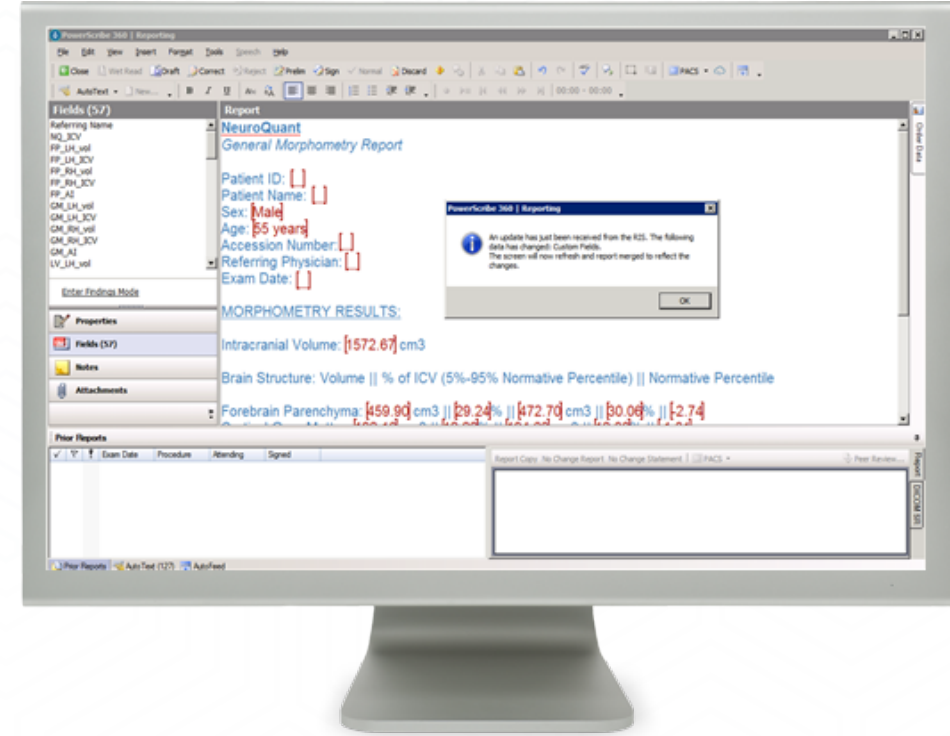 PowerScribe 360 | Reporting
File Edit View Insert Format Tools Speech Help
Close Wet Read Draft Correct Reject Prelim Sign Normal Discard PACS
AutoText New... B I U 00:00 - 00:00
Fields (57)
Referring Name
NQ_ICV
FP_LH_vol
FP_LH_ICV
FP_RH_vol
FP_RH_ICV
FP_AI
GM_LH_vol
GM_LH_ICV
GM_RH_vol
GM_RH_ICV
GM_AI
LV_LH_vol
Enter Findings Mode
Properties
Fields (57)
Notes
Attachments
Report
NeuroQuant
General Morphometry Report
Patient ID: [ ]
Patient Name: [ ]
Sex: [Male]
Age: [55 years]
Accession Number:[ ]
Referring Physician: [ ]
Exam Date: [ ]
MORPHOMETRY RESULTS:
Intracranial Volume: [1572.67] cm3
Brain Structure: Volume || % of ICV (5%-95% Normative Percentile) || Normative Percentile
Forebrain Parenchyma: [459.90] cm3 || [29.24]% || [472.70] cm3 || [30.06]% || [-2.74]
PowerScribe 360 | Reporting
An update has just been received from the RIS. The following
data has changed: Custom Fields.
The screen will now refresh and report merged to reflect the
changes.
OK
Order Data
Prior Reports
Exam Date Procedure Attending Signed
Report Copy No Change Report No Change Statement PACS Peer Review...
Report
DICOM SR
Prior Reports AutoText (127) AutoFeed